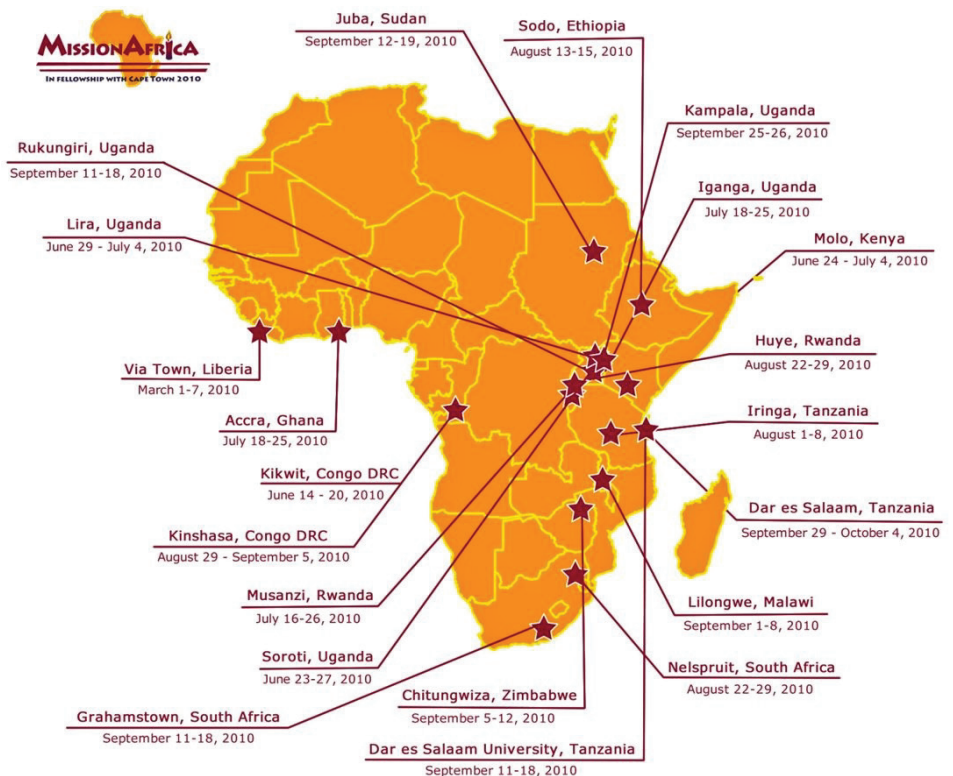 MISSIONAFRICA
IN FELLOWSHIP WITH CAPE TOWN 2010
Juba, Sudan
September 12-19, 2010
Sodo, Ethiopia
August 13-15, 2010
Kampala, Uganda
September 25-26, 2010
Rukungiri, Uganda
September 11-18, 2010
Iganga, Uganda
July 18-25, 2010
Lira, Uganda
June 29 - July 4, 2010
Molo, Kenya
June 24 - July 4, 2010
Huye, Rwanda
August 22-29, 2010
Via Town, Liberia
March 1-7, 2010
Accra, Ghana
July 18-25, 2010
Iringa, Tanzania
August 1-8, 2010
Kikwit, Congo DRC
June 14 - 20, 2010
Dar es Salaam, Tanzania
September 29 - October 4, 2010
Kinshasa, Congo DRC
August 29 - September 5, 2010
Musanzi, Rwanda
July 16-26, 2010
Lilongwe, Malawi
September 1-8, 2010
Soroti, Uganda
June 23-27, 2010
Nelspruit, South Africa
August 22-29, 2010
Chitungwiza, Zimbabwe
September 5-12, 2010
Grahamstown, South Africa
September 11-18, 2010
Dar es Salaam University, Tanzania
September 11-18, 2010